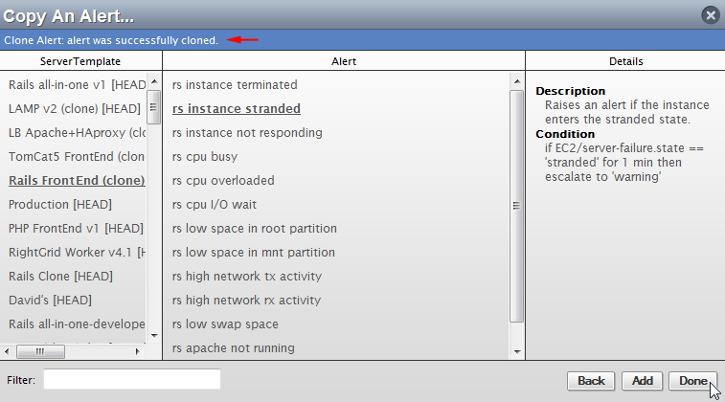 Copy An Alert...
Clone Alert: alert was successfully cloned.
ServerTemplate
Rails all-in-one v1 [HEAD]
LAMP v2 (clone) [HEAD]
LB Apache+HAproxy (clo
TomCat5 FrontEnd (clon
Rails FrontEnd (clone)
Production [HEAD]
PHP FrontEnd v1 [HEAD]
RightGrid Worker v4.1 [H
Rails Clone [HEAD]
David's [HEAD]
Rails all-in-one-develope
Alert
rs instance terminated
rs instance stranded
rs instance not responding
rs cpu busy
rs cpu overloaded
rs cpu I/O wait
rs low space in root partition
rs low space in mnt partition
rs high network tx activity
rs high network rx activity
rs low swap space
rs apache not running
Details
Description
Raises an alert if the instance
enters the stranded state.
Condition
if EC2/server-failure.state ==
'stranded' for 1 min then
escalate to 'warning'
Filter:
Back
Add
Done